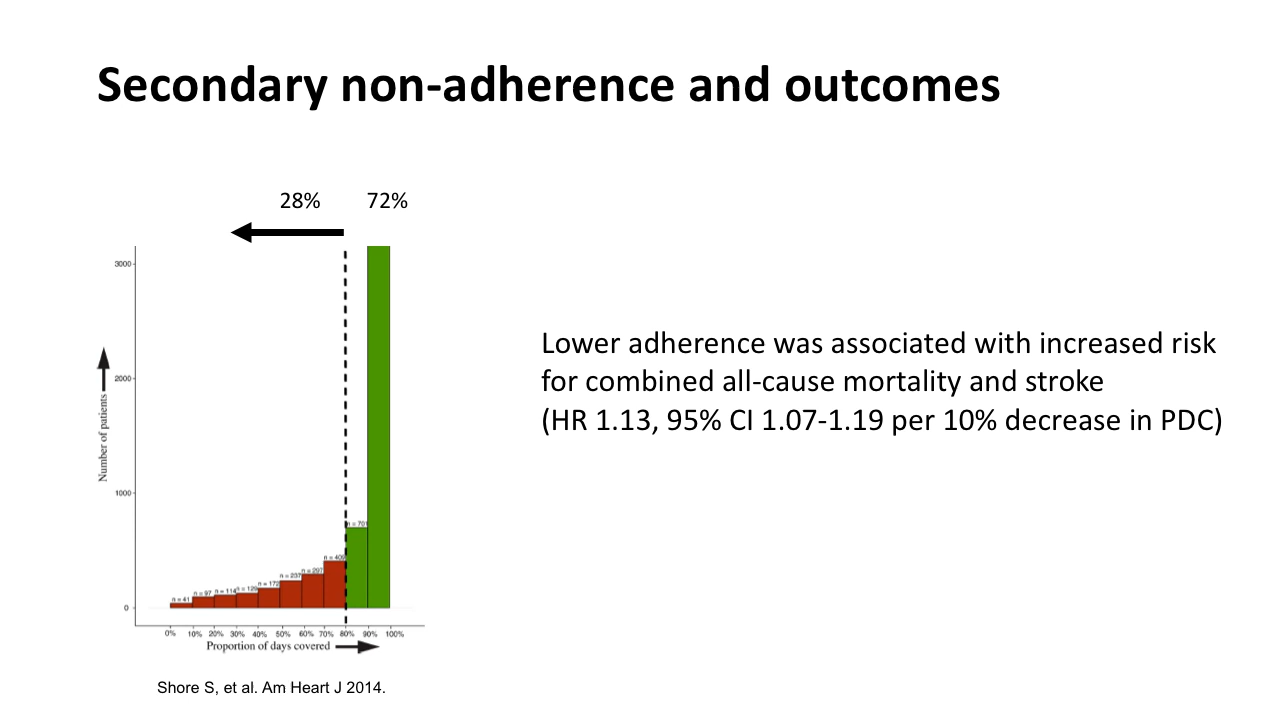 Secondary non-adherence and outcomes
28% 72%
3000
2000
1000
0
Number of patients
n = 41
n = 97
n = 114
n = 129
n = 172
n = 237
n = 297
n = 701
0% 10% 20% 30% 40% 50% 60% 70% 80% 90% 100%
Proportion of days covered
Lower adherence was associated with increased risk
for combined all-cause mortality and stroke
(HR 1.13, 95% CI 1.07-1.19 per 10% decrease in PDC)
Shore S, et al. Am Heart J 2014.